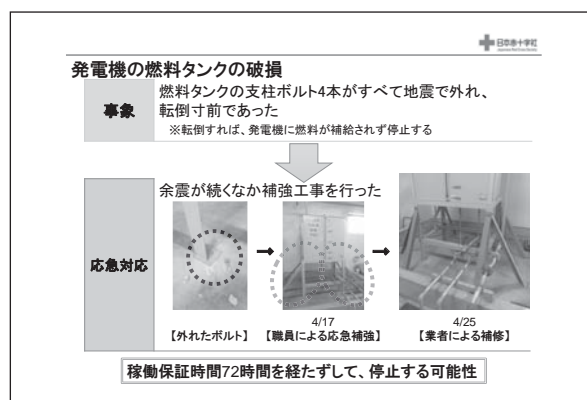 日本赤十字社
発電機の燃料タンクの破損
事象
燃料タンクの支柱ボルト4本がすべて地震で外れ、
転倒寸前であった
※転倒すれば、発電機に燃料が補給されず停止する
応急対応
余震が続くなか補強工事を行った
【外れたボルト】
4/17
【職員による応急補強】
4/25
【業者による補修】
稼働保証時間72時間を経たずして、停止する可能性